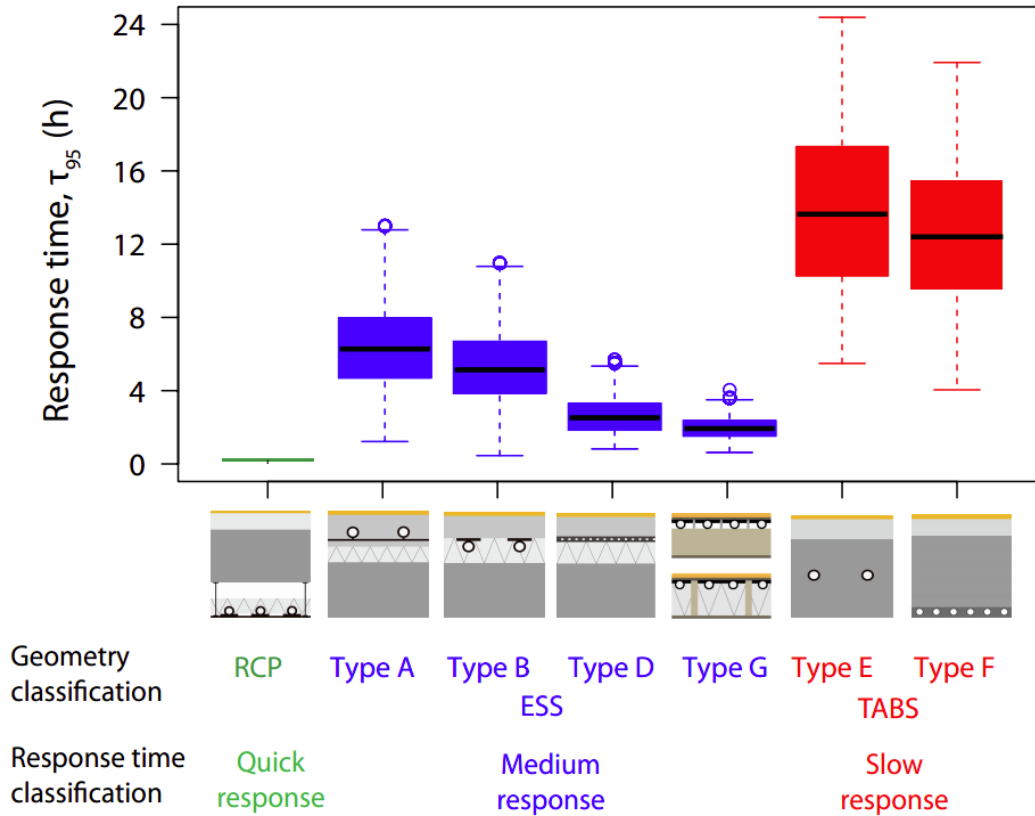 24
20
16
12
8
4
0
Response time, τ95 (h)
Geometry classification
RCP
Type A
Type B
Type D
Type G
Type E
Type F
ESS
TABS
Response time classification
Quick response
Medium response
Slow response